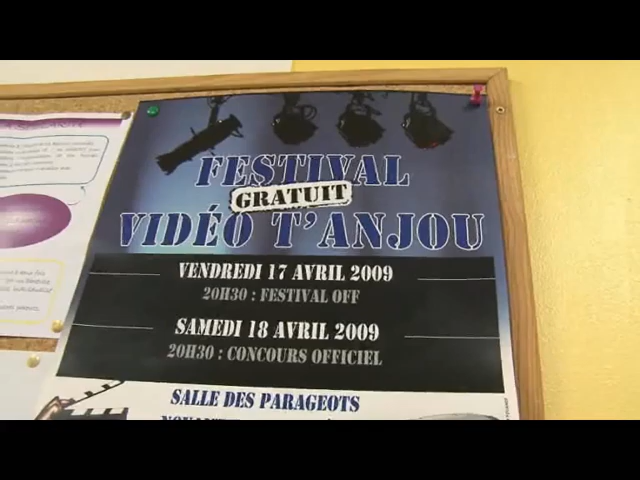 FESTIVAL
GRATUIT
VIDÉO T'ANJOU
VENDREDI 17 AVRIL 2009
20H30 : FESTIVAL OFF
SAMEDI 18 AVRIL 2009
20H30 : CONCOURS OFFICIEL
SALLE DES PARAGEOTS